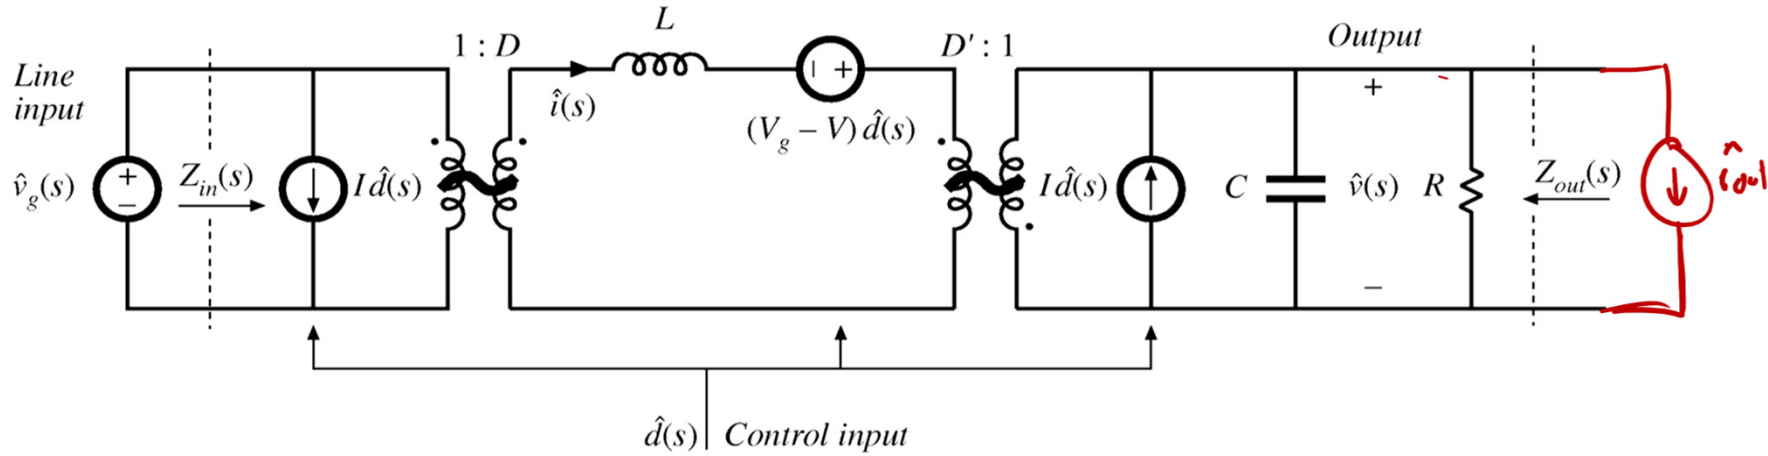 Line
input
v̂g(s)
+
–
Zin(s)
I d̂(s)
1 : D
î(s)
L
+
(Vg – V) d̂(s)
D′ : 1
I d̂(s)
C
Output
+
v̂(s)
–
R
Zout(s)
îout
d̂(s)
Control input